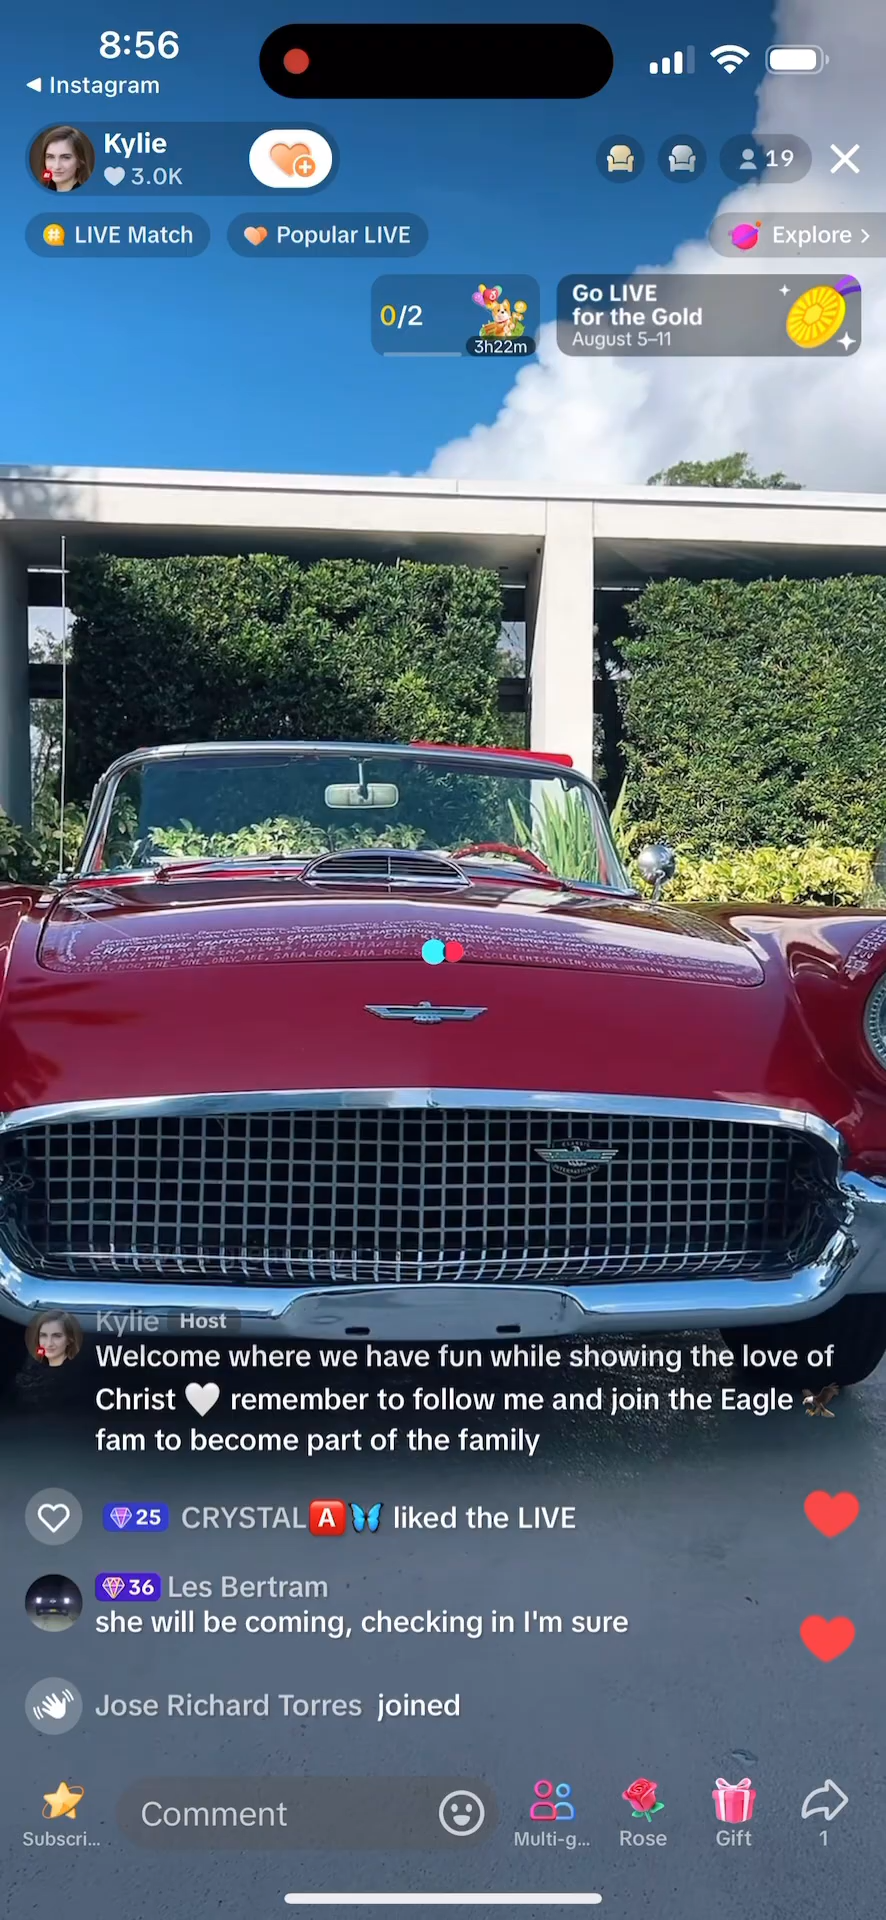 8:56
Instagram
Kylie
3.0K
19
LIVE Match
Popular LIVE
Explore >
0/2
3h22m
Go LIVE
for the Gold
August 5–11
CLASSIC
INTERNATIONAL
Kylie Host
Welcome where we have fun while showing the love of
Christ 🤍 remember to follow me and join the Eagle 🦅
fam to become part of the family
25 CRYSTAL🅰️🦋 liked the LIVE
36 Les Bertram
she will be coming, checking in I'm sure
Jose Richard Torres joined
Comment
Subscri...
Multi-g...
Rose
Gift
1